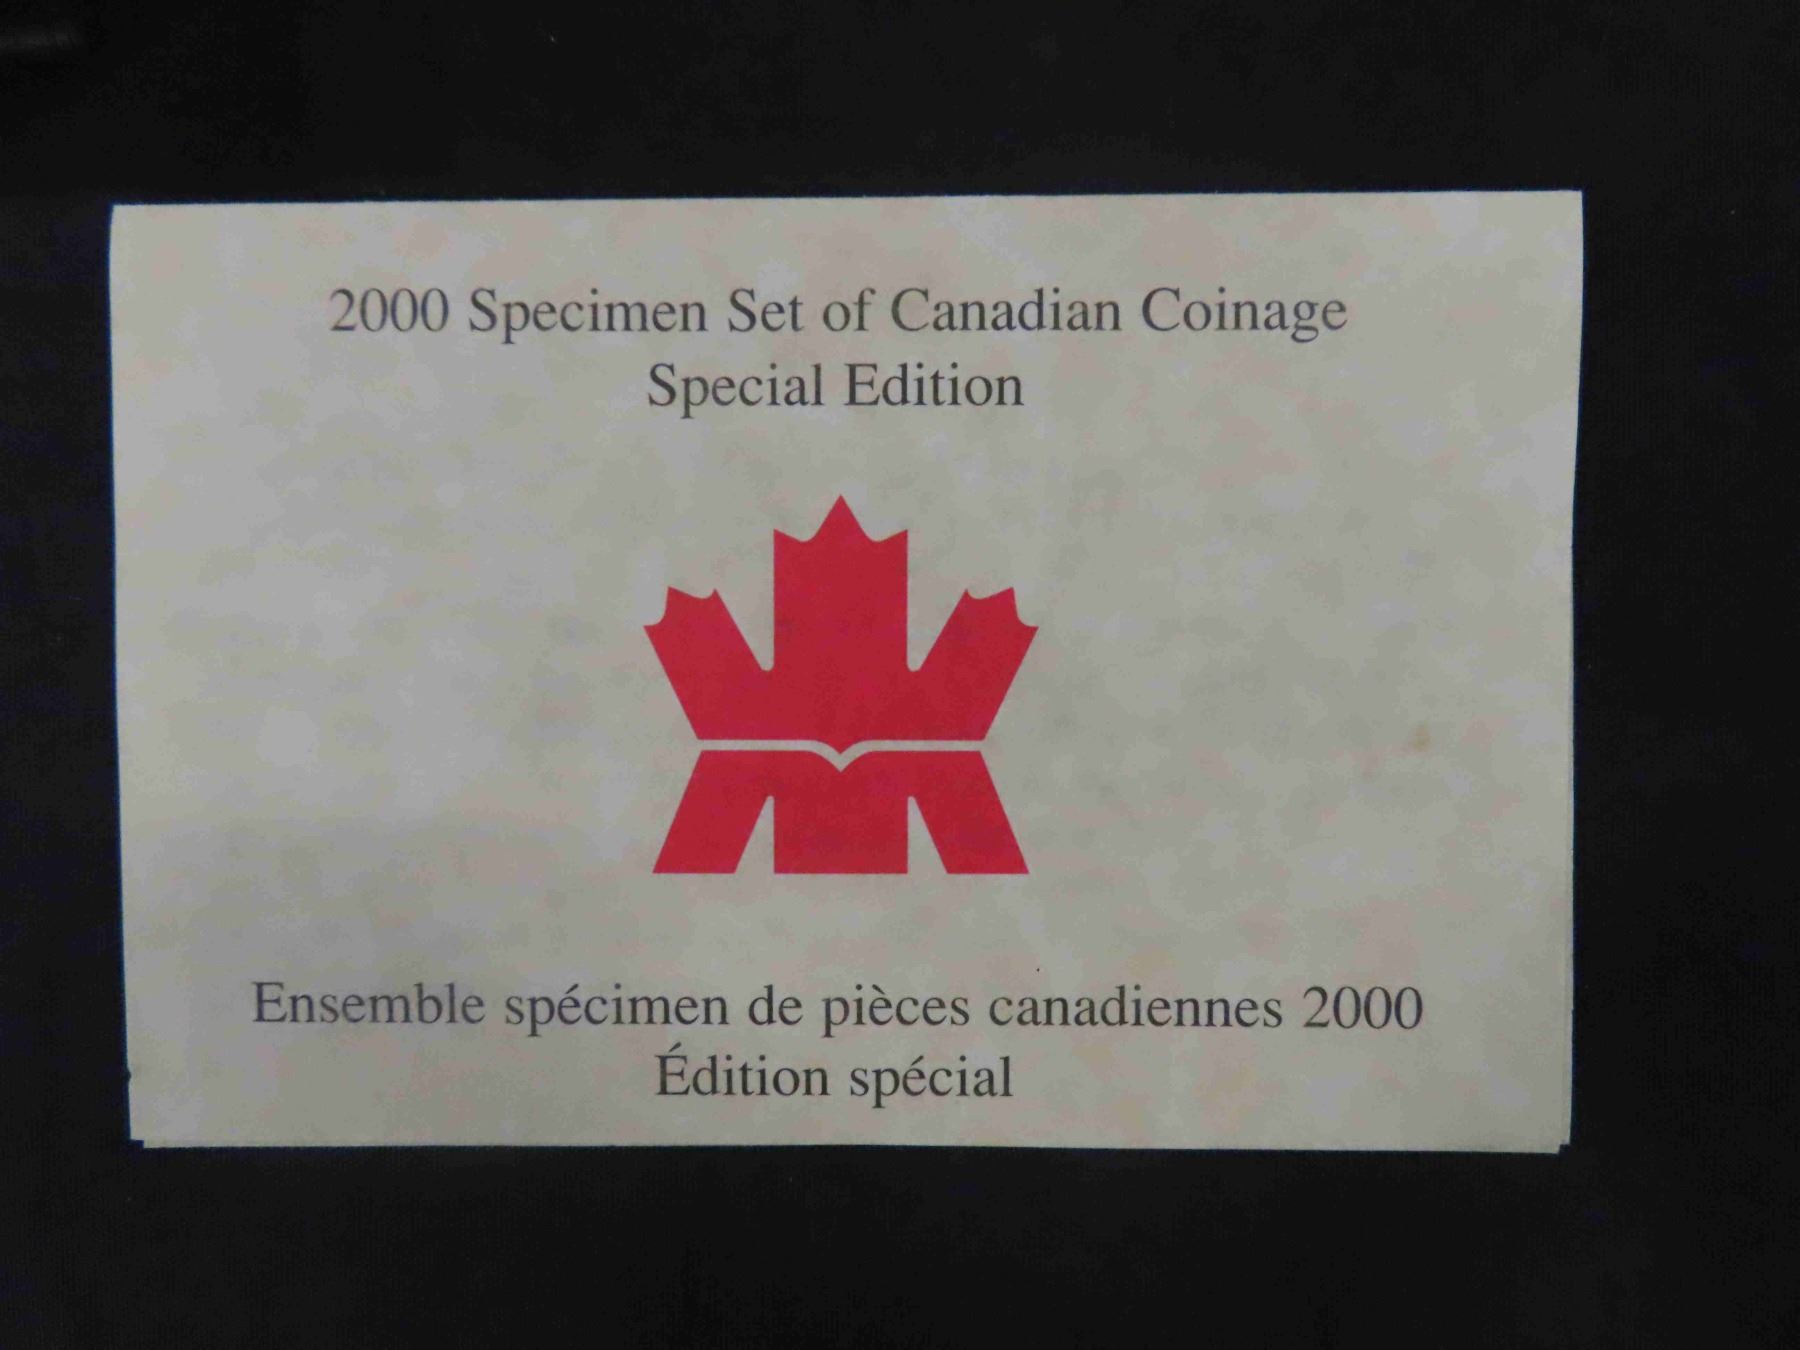 2000 Specimen Set of Canadian Coinage
Special Edition
Ensemble spécimen de pièces canadiennes 2000
Édition spécial